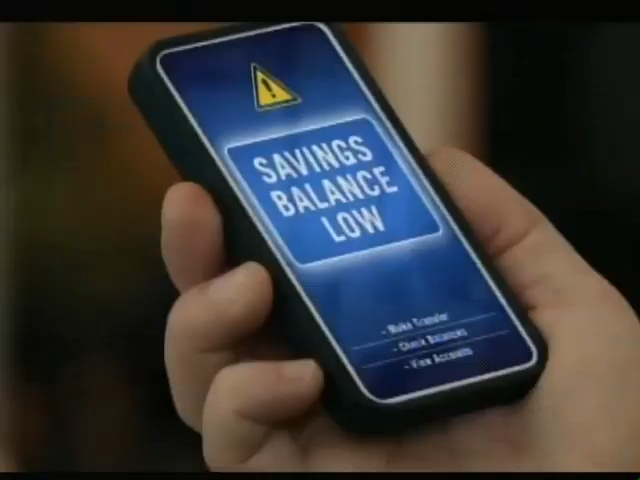 SAVINGS
BALANCE
LOW
- Make Transfer
- Check Balances
- View Accounts